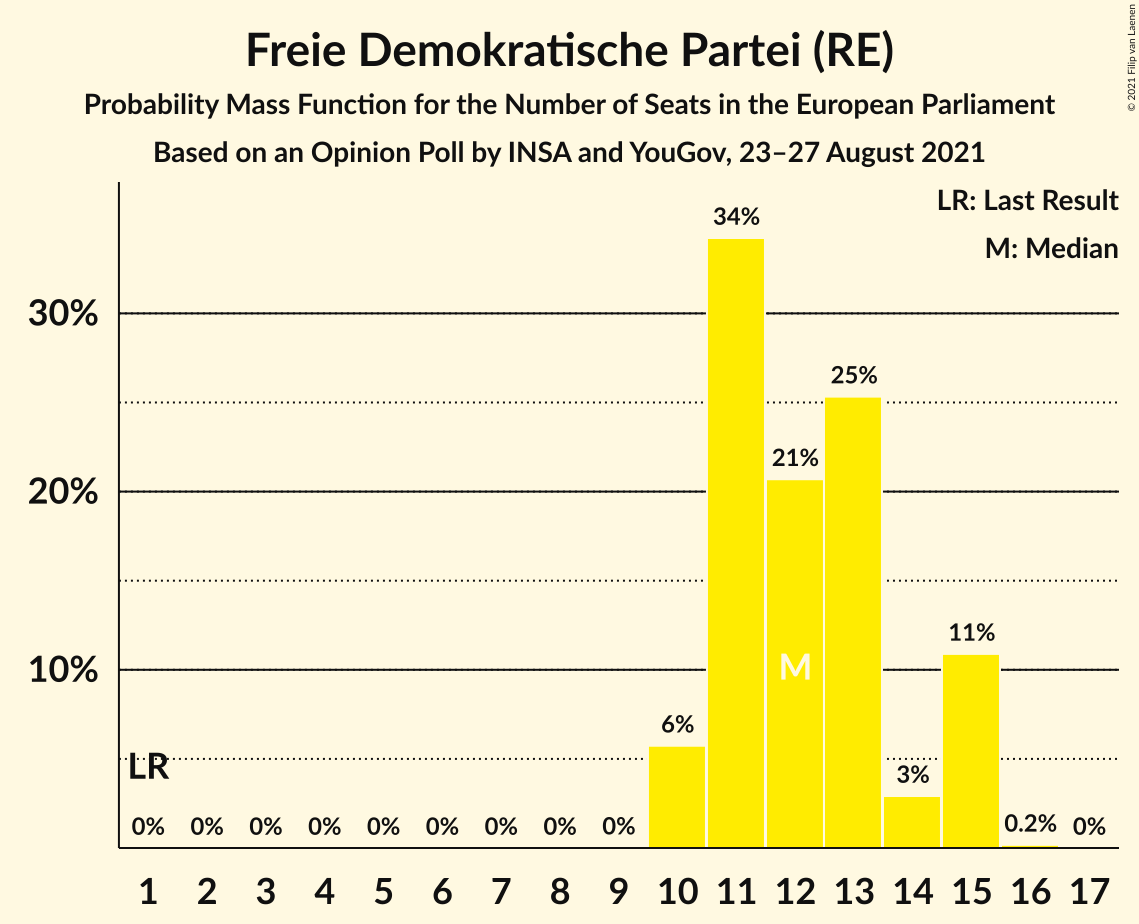 Freie Demokratische Partei (RE)
Probability Mass Function for the Number of Seats in the European Parliament
Based on an Opinion Poll by INSA and YouGov, 23–27 August 2021
© 2021 Filip van Laenen
LR: Last Result
M: Median
34%
30%
25%
21%
20%
11%
10%
M
6%
LR
3%
0% 0% 0% 0% 0% 0% 0% 0% 0% 0.2% 0%
1 2 3 4 5 6 7 8 9 10 11 12 13 14 15 16 17